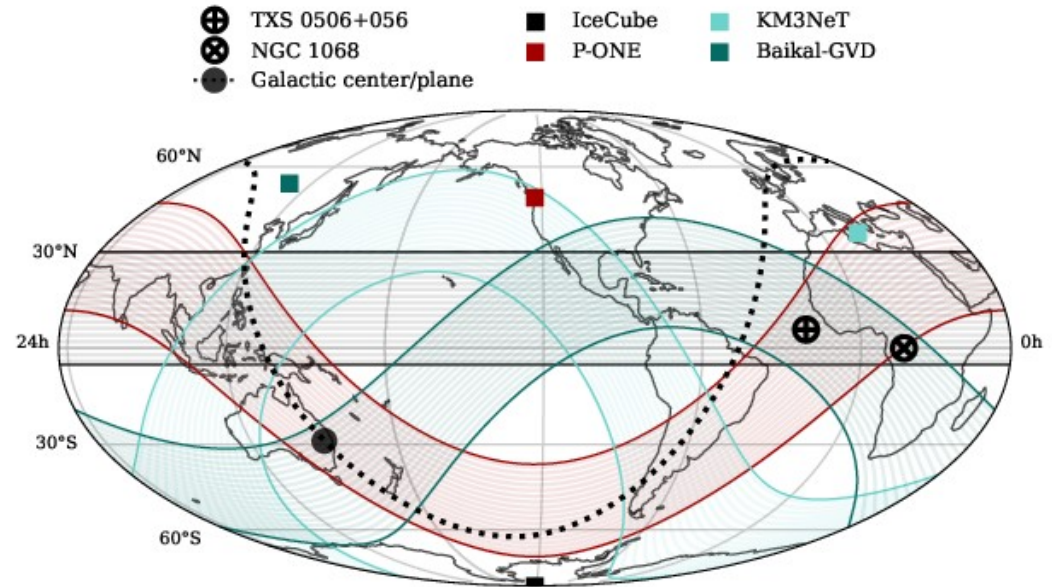 TXS 0506+056
NGC 1068
Galactic center/plane
IceCube
P-ONE
KM3NeT
Baikal-GVD
60°N
30°N
24h
0h
30°S
60°S